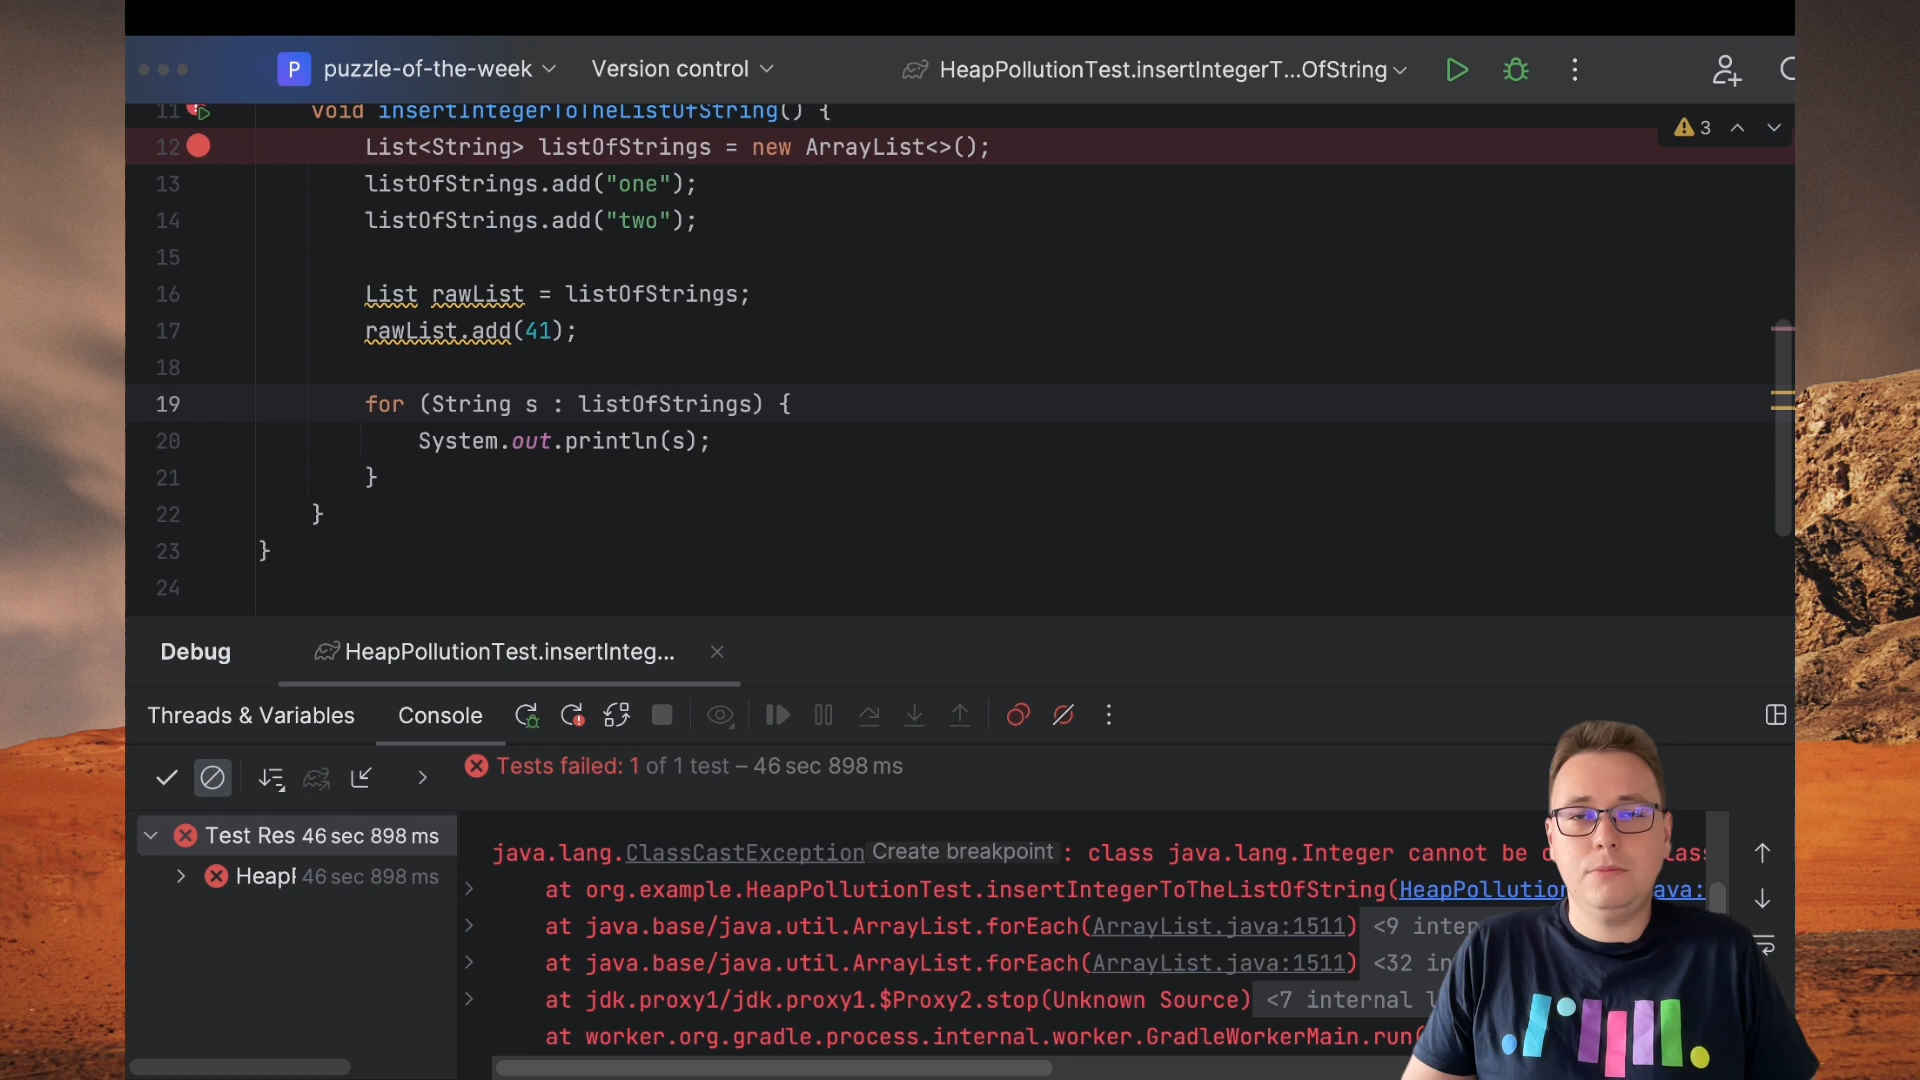 P puzzle-of-the-week Version control HeapPollutionTest.insertIntegerT...OfString
11 void insertIntegerToTheListOfString() {
3
12 List<String> listOfStrings = new ArrayList<>();
13 listOfStrings.add("one");
14 listOfStrings.add("two");
15
16 List rawList = listOfStrings;
17 rawList.add(41);
18
19 for (String s : listOfStrings) {
20 System.out.println(s);
21 }
22 }
23 }
24
Debug HeapPollutionTest.insertInteg...
Threads & Variables Console
Tests failed: 1 of 1 test – 46 sec 898 ms
Test Res 46 sec 898 ms
Heap 46 sec 898 ms
java.lang.ClassCastException Create breakpoint : class java.lang.Integer cannot be
at org.example.HeapPollutionTest.insertIntegerToTheListOfString(HeapPollution ava:
at java.base/java.util.ArrayList.forEach(ArrayList.java:1511) <9 inter
at java.base/java.util.ArrayList.forEach(ArrayList.java:1511) <32 in
at jdk.proxy1/jdk.proxy1.$Proxy2.stop(Unknown Source) <7 internal l
at worker.org.gradle.process.internal.worker.GradleWorkerMain.run(